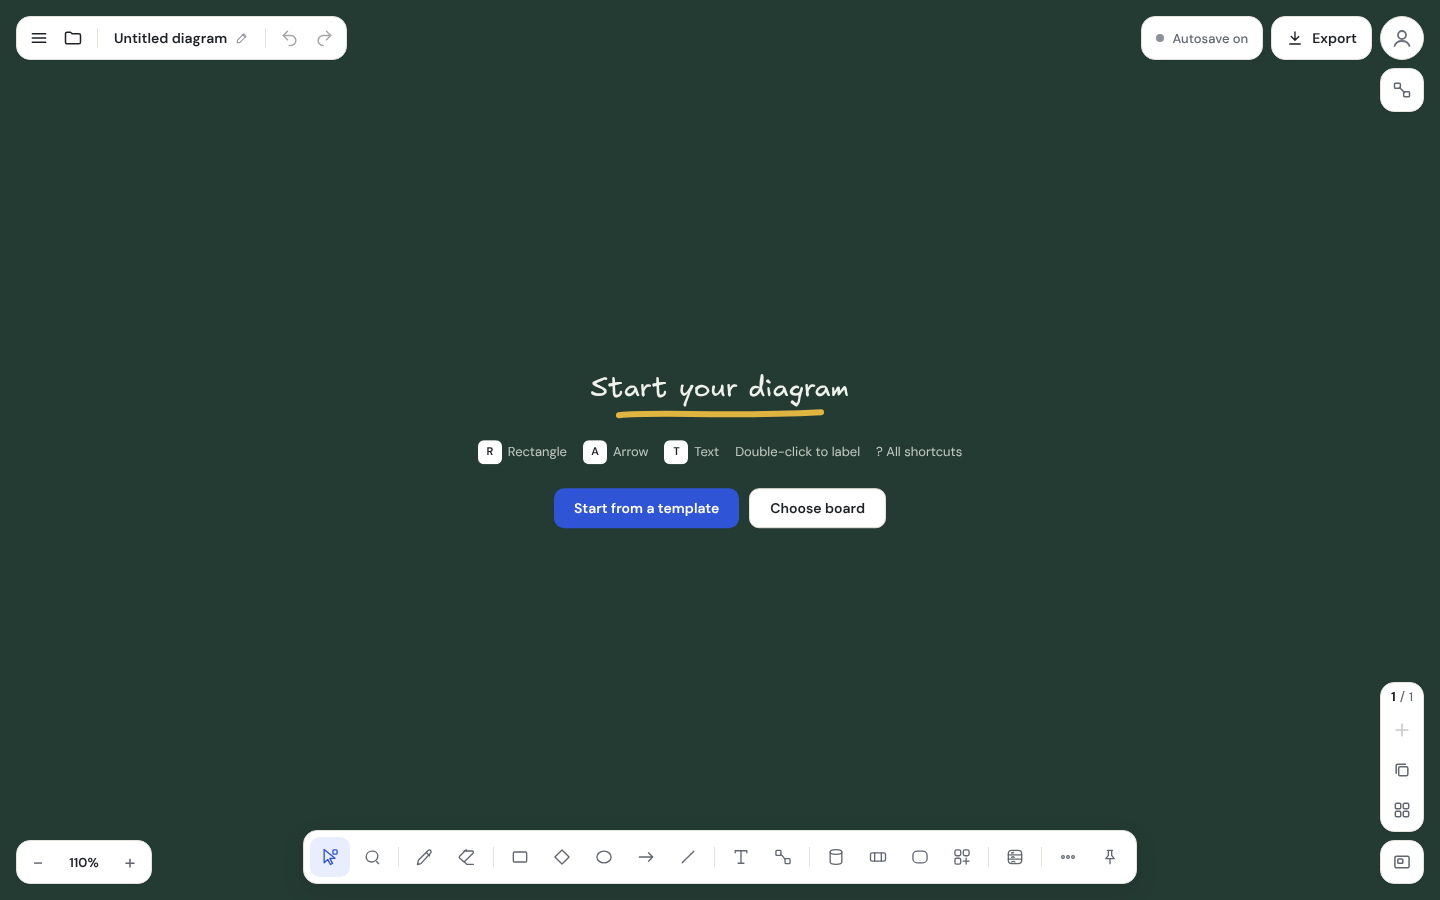 Untitled diagram
Autosave on
Export
Start your diagram
R Rectangle A Arrow T Text Double-click to label ? All shortcuts
Start from a template Choose board
1 / 1
− 110% +